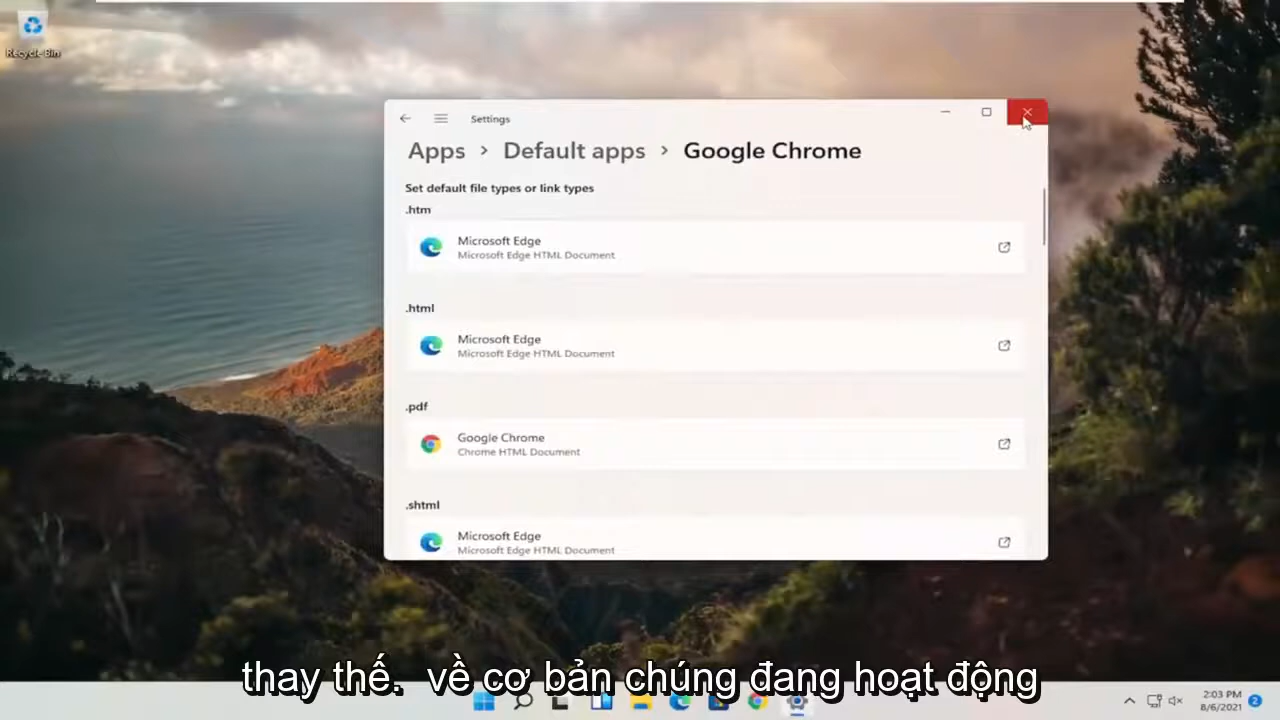 Recycle Bin
Settings
Apps > Default apps > Google Chrome
Set default file types or link types
.htm
Microsoft Edge
Microsoft Edge HTML Document
.html
Microsoft Edge
Microsoft Edge HTML Document
.pdf
Google Chrome
Chrome HTML Document
.shtml
Microsoft Edge
Microsoft Edge HTML Document
thay thế. về cơ bản chúng đang hoạt động
2:03 PM
8/6/2021
2